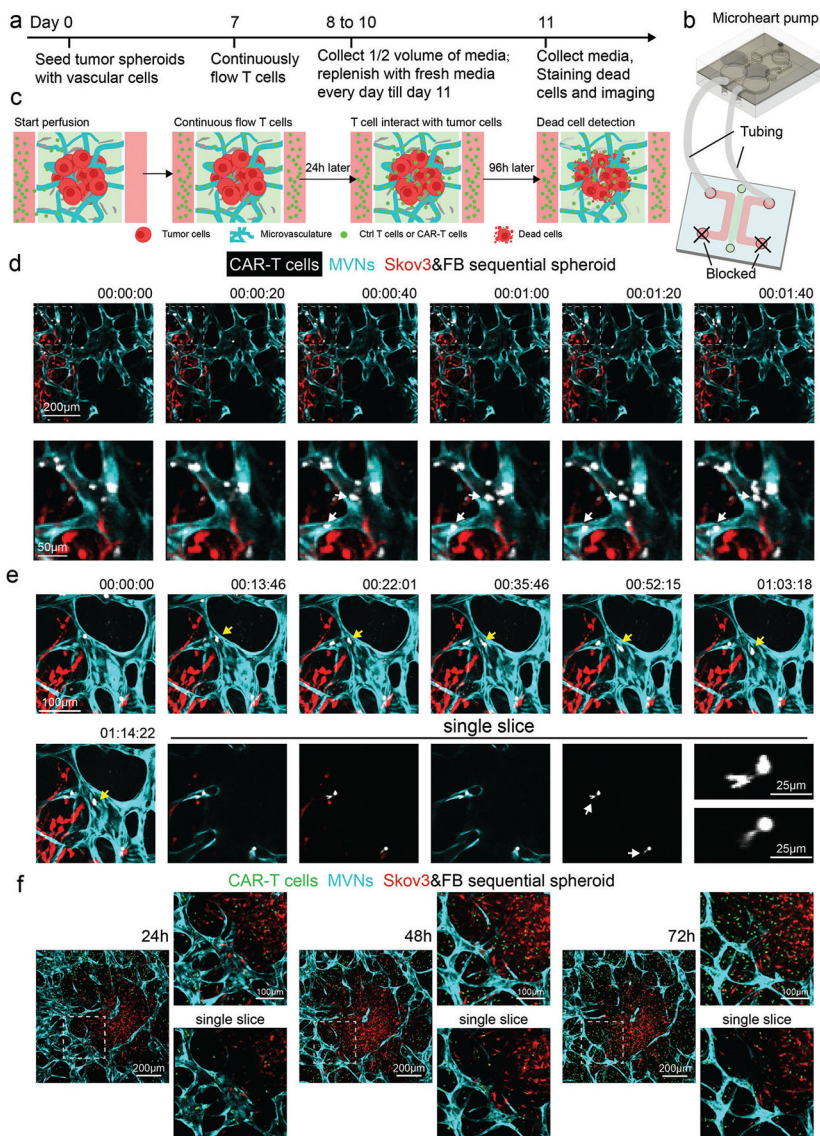 a
Day 0
7
8 to 10
11
Seed tumor spheroids
with vascular cells
Continuously
flow T cells
Collect 1/2 volume of media;
replenish with fresh media
every day till day 11
Collect media,
Staining dead
cells and imaging
b
Microheart pump
Tubing
Blocked
c
Start perfusion
Continuous flow T cells
T cell interact with tumor cells
Dead cell detection
24h later
96h later
Tumor cells
Microvasculature
Ctrl T cells or CAR-T cells
Dead cells
d
CAR-T cells MVNs Skov3&FB sequential spheroid
00:00:00
00:00:20
00:00:40
00:01:00
00:01:20
00:01:40
200µm
50µm
e
00:00:00
00:13:46
00:22:01
00:35:46
00:52:15
01:03:18
100µm
01:14:22
single slice
25µm
25µm
f
CAR-T cells MVNs Skov3&FB sequential spheroid
24h
200µm
100µm
single slice
100µm
48h
200µm
100µm
single slice
100µm
72h
200µm
100µm
single slice
100µm